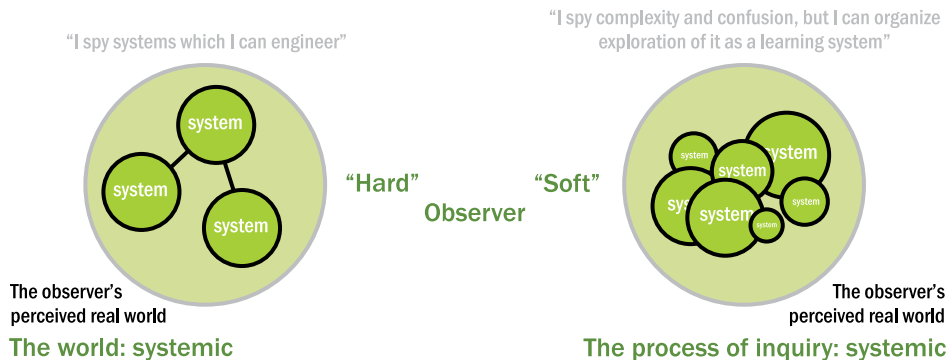 “I spy systems which I can engineer”
system
system
system
The observer’s
perceived real world
The world: systemic
“Hard”
“Soft”
Observer
“I spy complexity and confusion, but I can organize
exploration of it as a learning system”
system
system
system
system
system
system
The observer’s
perceived real world
The process of inquiry: systemic